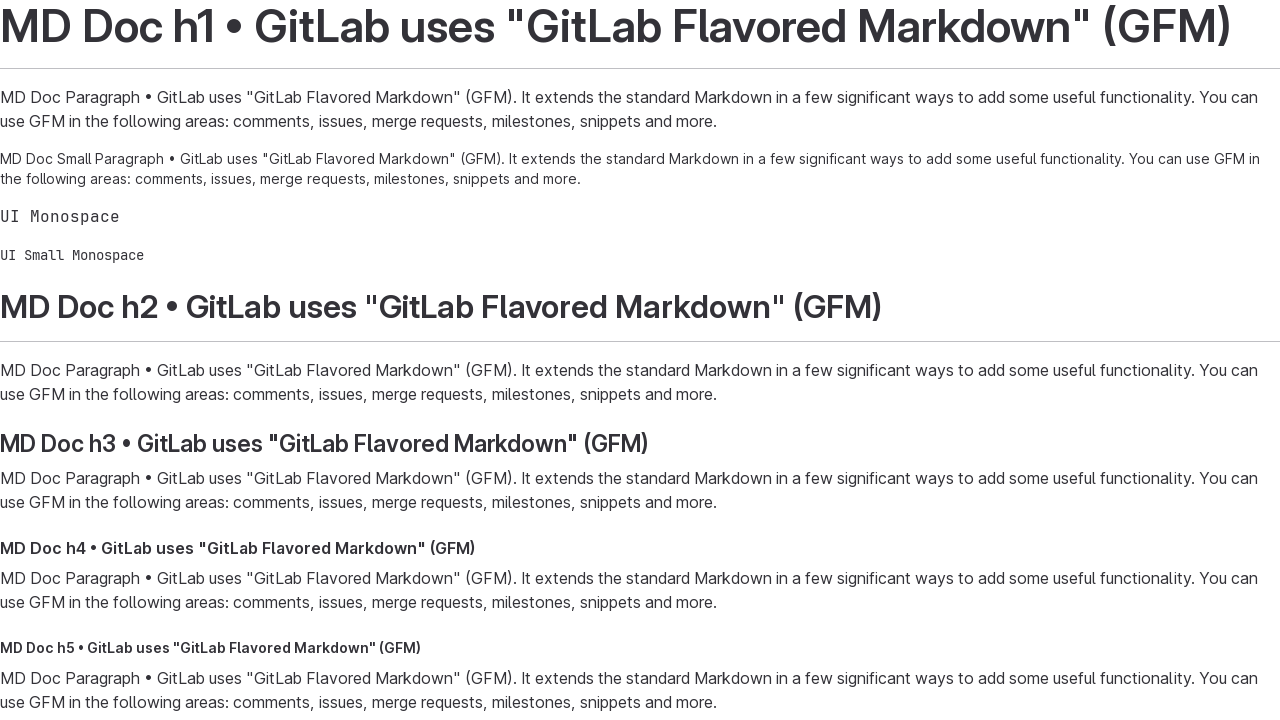 MD Doc h1 • GitLab uses "GitLab Flavored Markdown" (GFM)
MD Doc Paragraph • GitLab uses "GitLab Flavored Markdown" (GFM). It extends the standard Markdown in a few significant ways to add some useful functionality. You can
use GFM in the following areas: comments, issues, merge requests, milestones, snippets and more.
MD Doc Small Paragraph • GitLab uses "GitLab Flavored Markdown" (GFM). It extends the standard Markdown in a few significant ways to add some useful functionality. You can use GFM in
the following areas: comments, issues, merge requests, milestones, snippets and more.
UI Monospace
UI Small Monospace
MD Doc h2 • GitLab uses "GitLab Flavored Markdown" (GFM)
MD Doc Paragraph • GitLab uses "GitLab Flavored Markdown" (GFM). It extends the standard Markdown in a few significant ways to add some useful functionality. You can
use GFM in the following areas: comments, issues, merge requests, milestones, snippets and more.
MD Doc h3 • GitLab uses "GitLab Flavored Markdown" (GFM)
MD Doc Paragraph • GitLab uses "GitLab Flavored Markdown" (GFM). It extends the standard Markdown in a few significant ways to add some useful functionality. You can
use GFM in the following areas: comments, issues, merge requests, milestones, snippets and more.
MD Doc h4 • GitLab uses "GitLab Flavored Markdown" (GFM)
MD Doc Paragraph • GitLab uses "GitLab Flavored Markdown" (GFM). It extends the standard Markdown in a few significant ways to add some useful functionality. You can
use GFM in the following areas: comments, issues, merge requests, milestones, snippets and more.
MD Doc h5 • GitLab uses "GitLab Flavored Markdown" (GFM)
MD Doc Paragraph • GitLab uses "GitLab Flavored Markdown" (GFM). It extends the standard Markdown in a few significant ways to add some useful functionality. You can
use GFM in the following areas: comments, issues, merge requests, milestones, snippets and more.